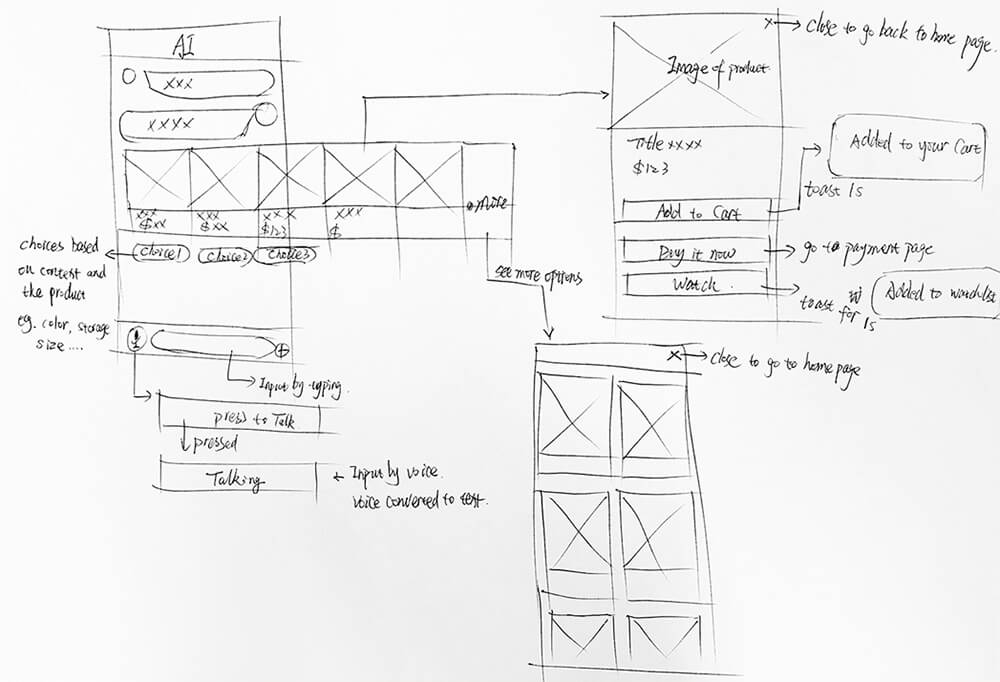 AI
xxx
xxxx
xxx
$xx
xxx
$xx
xxx
$123
xxx
$
more
choice1
choice2
choice3
choices based
on context and
the product
eg. color, storage
size ....
Input by typing.
press to Talk
pressed
Talking
Input by voice.
voice converted to text.
see more options
x
close to go back to home page.
Image of product
Title xxxx
$123
Add to Cart
Buy it now
Watch.
Added to your Cart
toast 1s
go to payment page
toast
for 1s
Added to watchlist
x
close to go to home page